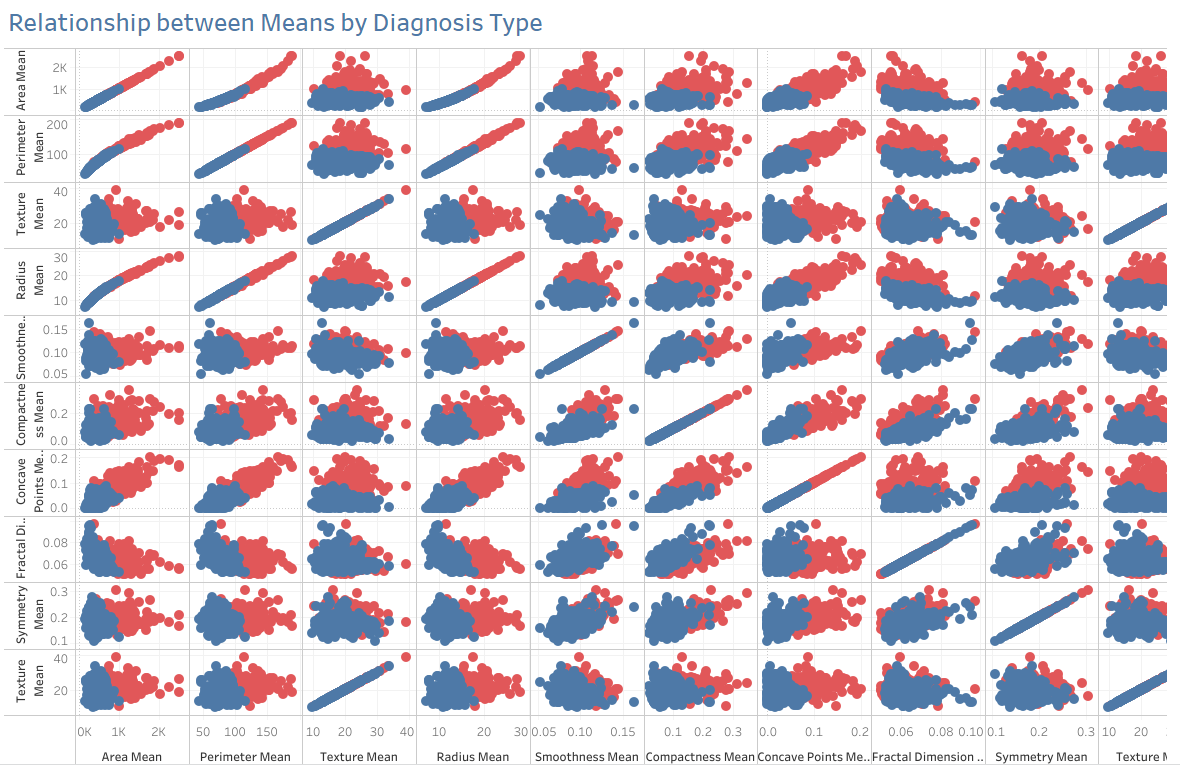 Relationship between Means by Diagnosis Type
Area Mean
2K
1K
Perimeter
Mean
200
100
Texture
Mean
40
20
Radius
Mean
30
20
10
Smoothne..
0.15
0.10
0.05
Compactne
ss Mean
0.2
0.0
Concave
Points Me..
0.2
0.1
0.0
Fractal Di..
0.08
0.06
Symmetry
Mean
0.3
0.2
0.1
Texture
Mean
40
20
0K 1K 2K 50 100 150 10 20 30 40 10 20 30 0.05 0.10 0.15 0.1 0.2 0.3 0.0 0.1 0.2 0.06 0.08 0.10 0.1 0.2 0.3 10 20
Area Mean Perimeter Mean Texture Mean Radius Mean Smoothness Mean Compactness Mean Concave Points Me.. Fractal Dimension .. Symmetry Mean Texture M